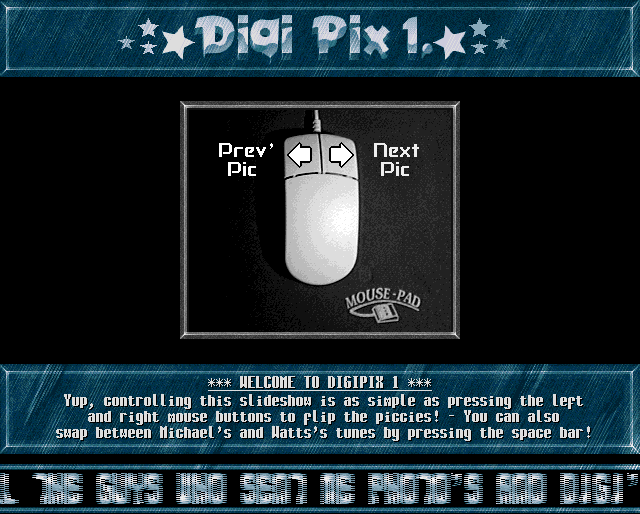 Digi Pix 1.
Prev'
Pic
Next
Pic
MOUSE-PAD
*** WELCOME TO DIGIPIX 1 ***
Yup, controlling this slideshow is as simple as pressing the left
and right mouse buttons to flip the piccies! - You can also
swap between Michael's and Watts's tunes by pressing the space bar!
L THE GUYS WHO SENT ME PHOTO'S AND DIGI'